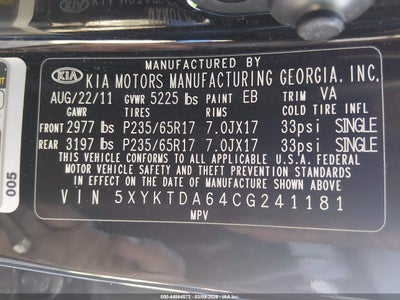 KIA KIA MOTORS MANUFACTURING GEORGIA, INC.
AUG/22/11 GVWR 5225 lbs PAINT EB TRIM VA
GAWR TIRES RIMS COLD TIRE INFL
FRONT 2977 lbs P235/65R17 7.0JX17 33psi SINGLE
REAR 3197 lbs P235/65R17 7.0JX17 33psi SINGLE
THIS VEHICLE CONFORMS TO ALL APPLICABLE U.S.A. FEDERAL
MOTOR VEHICLE SAFETY AND THEFT PREVENTION STANDARDS IN
EFFECT ON THE DATE OF MANUFACTURE SHOWN ABOVE.
VIN 5XYKTDA64CG241181
MPV
005